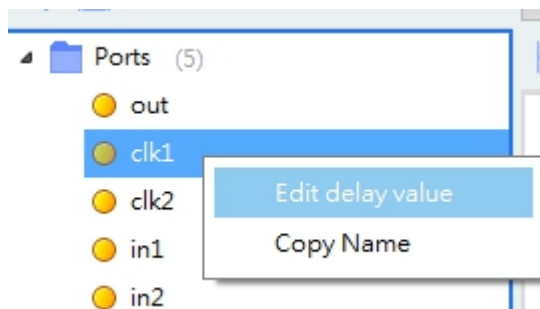 Ports (5)
out
clk1
clk2
in1
in2
Edit delay value
Copy Name